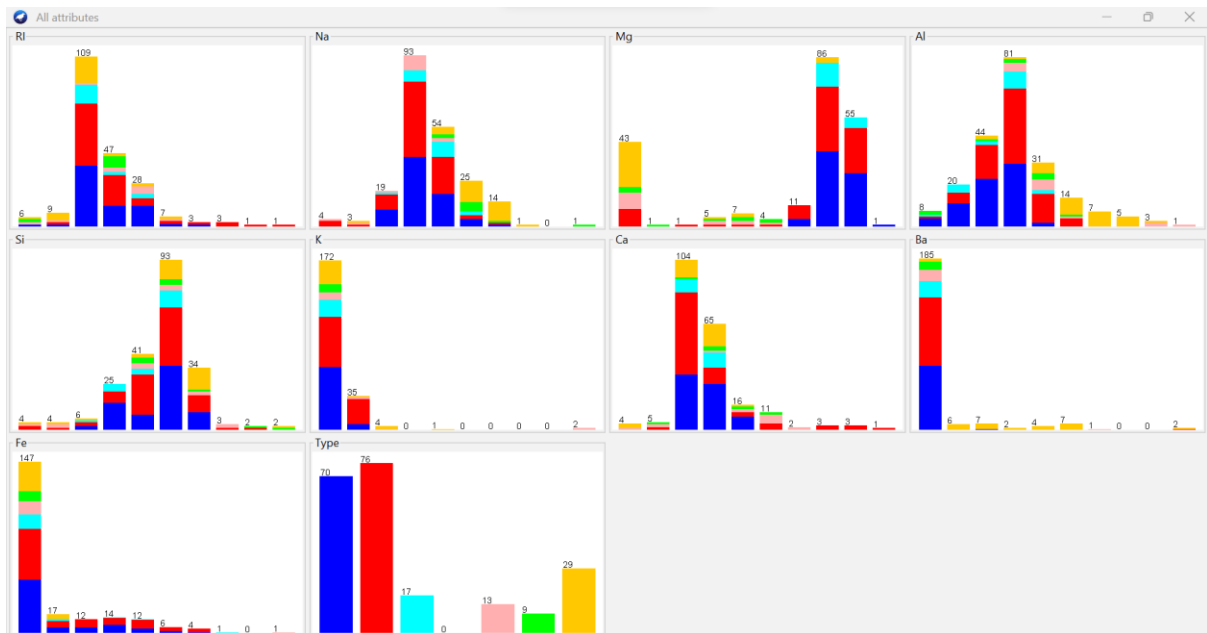 All attributes
RI
6 9 109 47 28 7 3 3 1 1
Na
4 3 19 93 54 25 14 1 0 1
Mg
43 1 1 5 7 4 11 86 55 1
Al
8 20 44 81 31 14 7 5 3 1
Si
4 4 6 25 41 93 34 3 2 2
K
172 35 4 0 1 0 0 0 0 2
Ca
4 5 104 65 16 11 2 3 3 1
Ba
185 6 7 2 4 7 1 0 0 2
Fe
147 17 12 14 12 6 4 1 0 1
Type
70 76 17 0 13 9 29